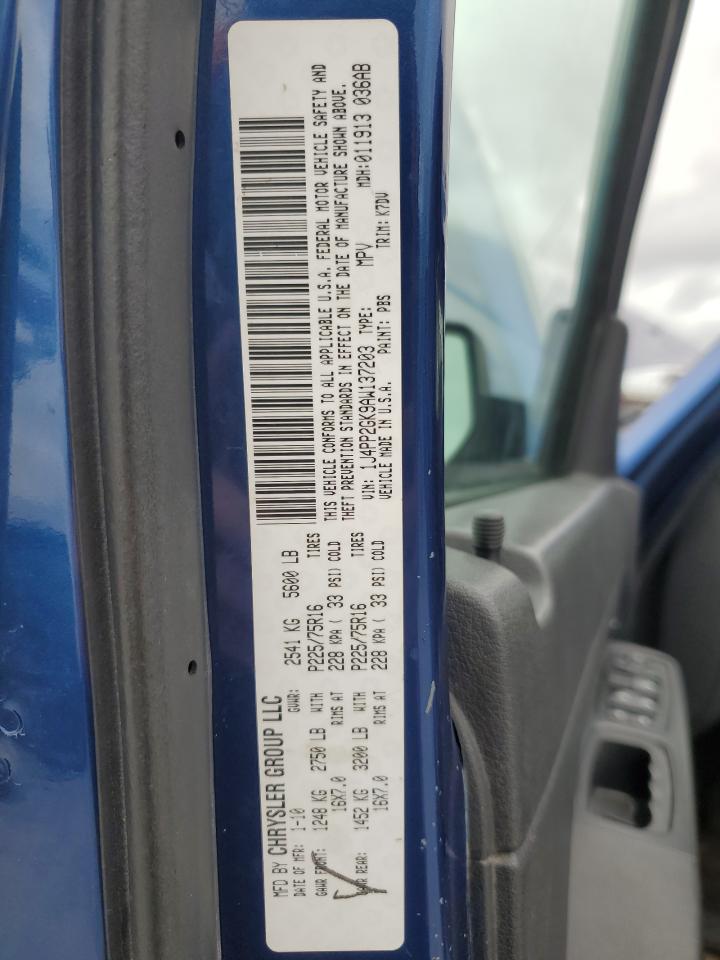 MFD BY CHRYSLER GROUP LLC
DATE OF MFR: 1-10 GVWR: 2541 KG 5600 LB
GAWR FRONT: 1248 KG 2750 LB WITH P225/75R16 TIRES
16X7.0 RIMS AT 228 KPA ( 33 PSI) COLD
GAWR REAR: 1452 KG 3200 LB WITH P225/75R16 TIRES
16X7.0 RIMS AT 228 KPA ( 33 PSI) COLD
THIS VEHICLE CONFORMS TO ALL APPLICABLE U.S.A. FEDERAL MOTOR VEHICLE SAFETY AND
THEFT PREVENTION STANDARDS IN EFFECT ON THE DATE OF MANUFACTURE SHOWN ABOVE.
VIN: 1J4PP2GK9AW137203 TYPE: MPV MDH:011913 036AB
VEHICLE MADE IN U.S.A. PAINT: PBS TRIM: K7DV